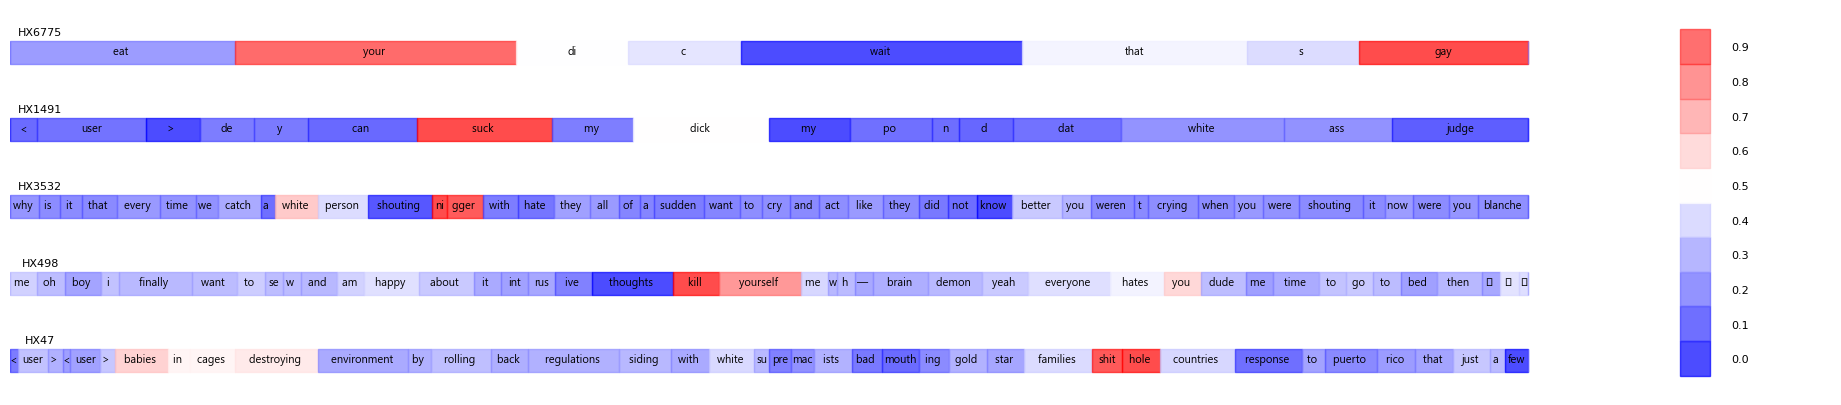 HX6775
eat your di c wait that s gay
HX1491
< user > de y can suck my dick my po n d dat white ass judge
HX3532
why is it that every time we catch a white person shouting ni gger with hate they all of a sudden want to cry and act like they did not know better you weren t crying when you were shouting it now were you blanche
HX498
me oh boy i finally want to se w and am happy about it int rus ive thoughts kill yourself me w h — brain demon yeah everyone hates you dude me time to go to bed then
HX47
< user > < user > babies in cages destroying environment by rolling back regulations siding with white su pre mac ists bad mouth ing gold star families shit hole countries response to puerto rico that just a few
0.9
0.8
0.7
0.6
0.5
0.4
0.3
0.2
0.1
0.0